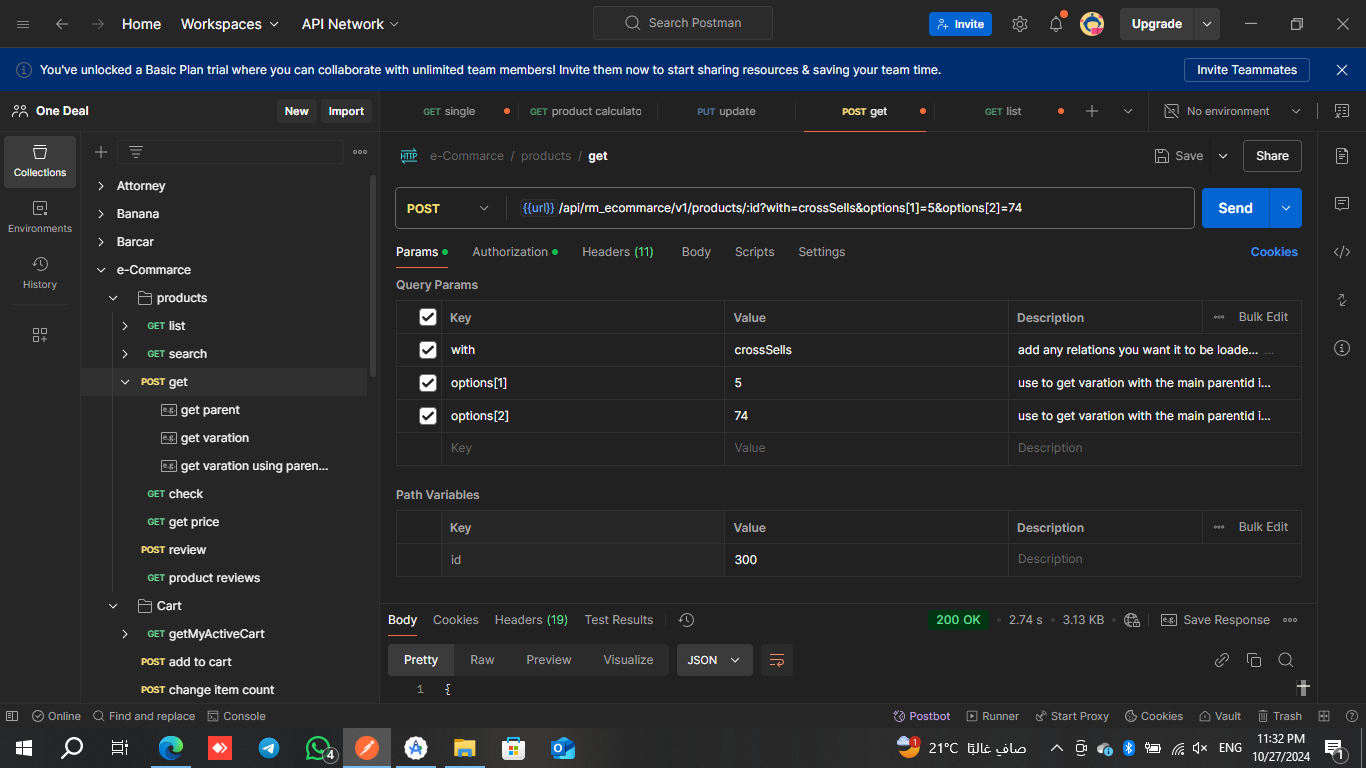 Home Workspaces API Network Search Postman Invite Upgrade
You've unlocked a Basic Plan trial where you can collaborate with unlimited team members! Invite them now to start sharing resources & saving your team time. Invite Teammates
One Deal New Import
GET single GET product calculato PUT update POST get GET list No environment
Collections
Environments
History
Attorney
Banana
Barcar
e-Commarce
products
GET list
GET search
POST get
e.g. get parent
e.g. get varation
e.g. get varation using paren...
GET check
GET get price
POST review
GET product reviews
Cart
GET getMyActiveCart
POST add to cart
POST change item count
HTTP e-Commarce / products / get Save Share
POST {{url}} /api/rm_ecommarce/v1/products/:id?with=crossSells&options[1]=5&options[2]=74 Send
Params Authorization Headers (11) Body Scripts Settings Cookies
Query Params
Key Value Description Bulk Edit
with crossSells add any relations you want it to be loade... ...
options[1] 5 use to get varation with the main parentid i...
options[2] 74 use to get varation with the main parentid i...
Key Value Description
Path Variables
Key Value Description Bulk Edit
id 300 Description
Body Cookies Headers (19) Test Results 200 OK 2.74 s 3.13 KB e.g. Save Response
Pretty Raw Preview Visualize JSON
1 {
Online Find and replace Console Postbot Runner Start Proxy Cookies Vault Trash
4 1 21°C صاف غالبًا ENG 11:32 PM
10/27/2024 1